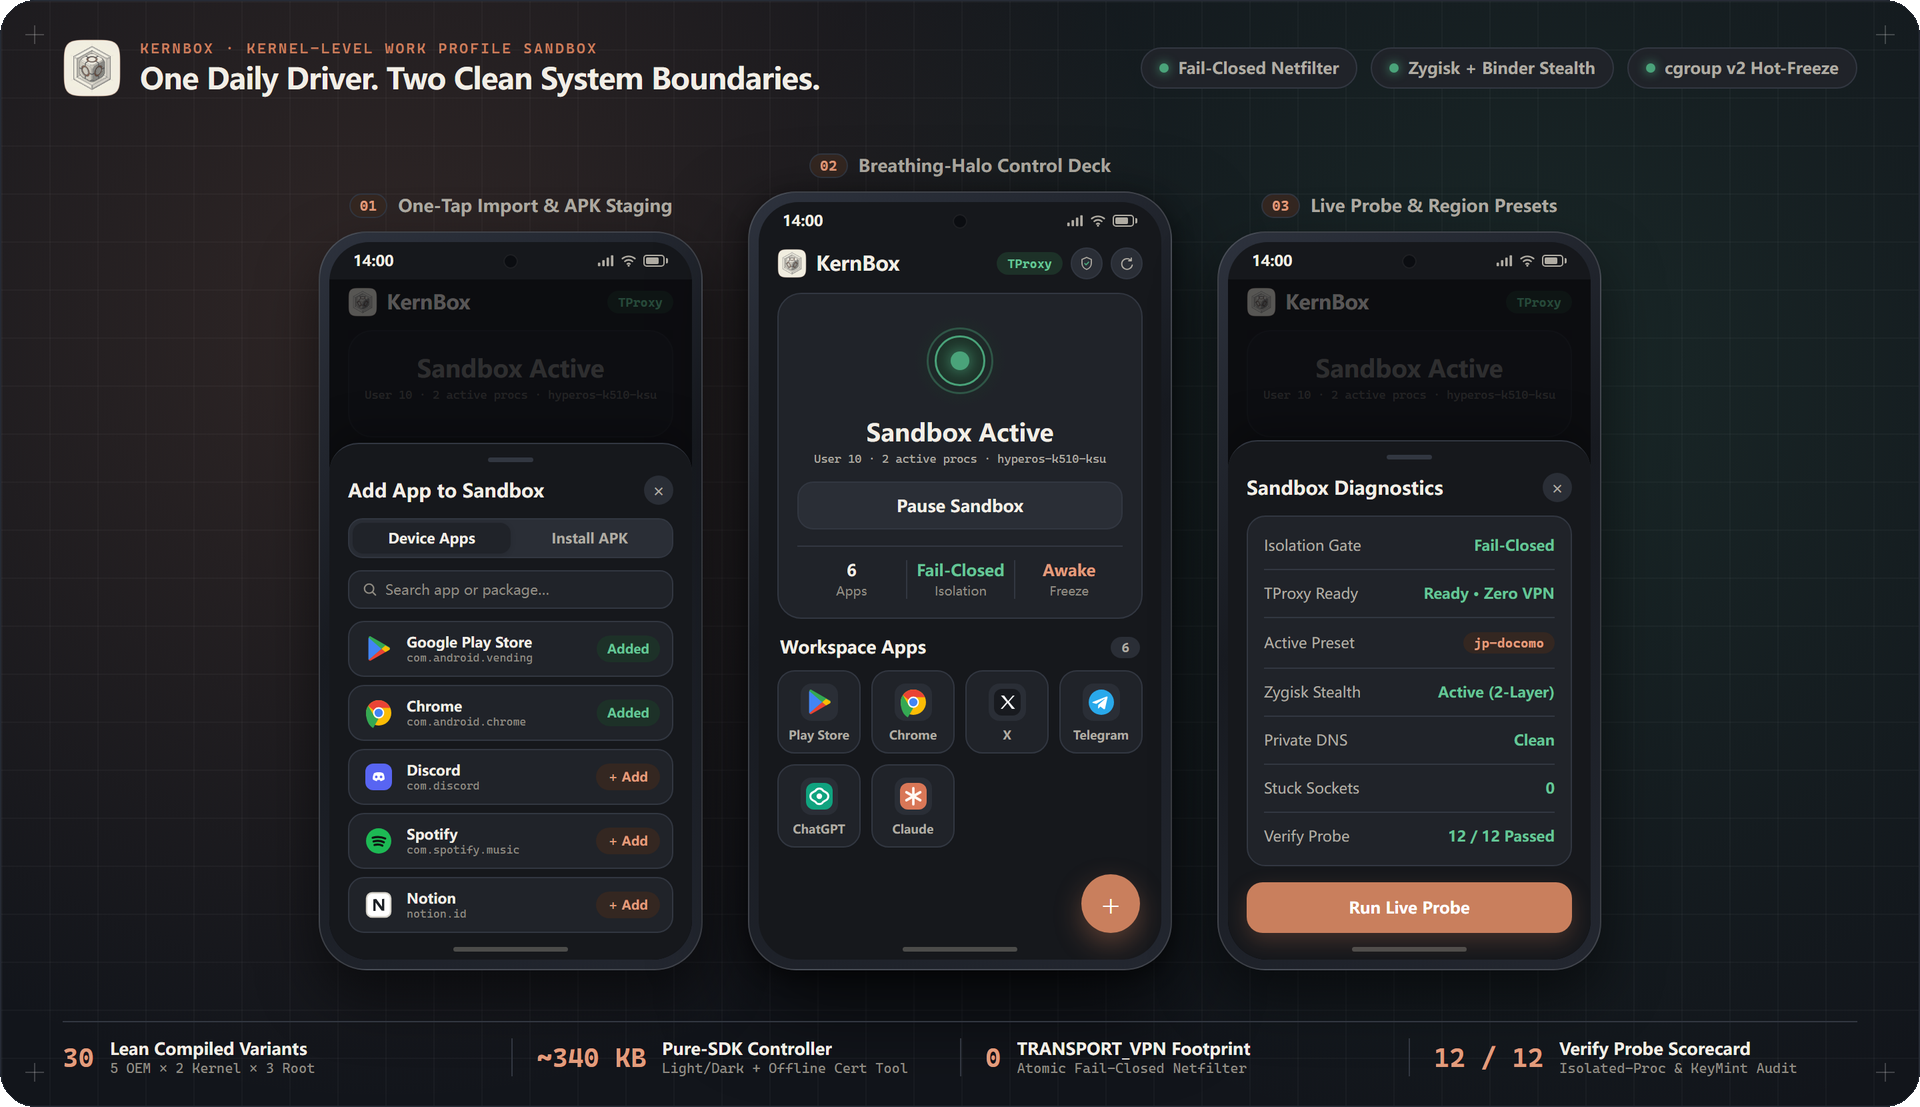 KERNBOX · KERNEL-LEVEL WORK PROFILE SANDBOX
One Daily Driver. Two Clean System Boundaries.
Fail-Closed Netfilter
Zygisk + Binder Stealth
cgroup v2 Hot-Freeze
01 One-Tap Import & APK Staging
14:00
KernBox TProxy
Sandbox Active
User 10 · 2 active procs · hyperos-k510-ksu
Add App to Sandbox ×
Device Apps Install APK
Search app or package...
Google Play Store
com.android.vending
Added
Chrome
com.android.chrome
Added
Discord
com.discord
+ Add
Spotify
com.spotify.music
+ Add
N
Notion
notion.id
+ Add
02 Breathing-Halo Control Deck
14:00
KernBox TProxy
Sandbox Active
User 10 · 2 active procs · hyperos-k510-ksu
Pause Sandbox
6 Fail-Closed Awake
Apps Isolation Freeze
Workspace Apps 6
Play Store Chrome X Telegram
ChatGPT Claude
+
03 Live Probe & Region Presets
14:00
KernBox TProxy
Sandbox Active
User 10 · 2 active procs · hyperos-k510-ksu
Sandbox Diagnostics ×
Isolation Gate Fail-Closed
TProxy Ready Ready • Zero VPN
Active Preset jp-docomo
Zygisk Stealth Active (2-Layer)
Private DNS Clean
Stuck Sockets 0
Verify Probe 12 / 12 Passed
Run Live Probe
30 Lean Compiled Variants
5 OEM × 2 Kernel × 3 Root
~340 KB Pure-SDK Controller
Light/Dark + Offline Cert Tool
0 TRANSPORT_VPN Footprint
Atomic Fail-Closed Netfilter
12 / 12 Verify Probe Scorecard
Isolated-Proc & KeyMint Audit